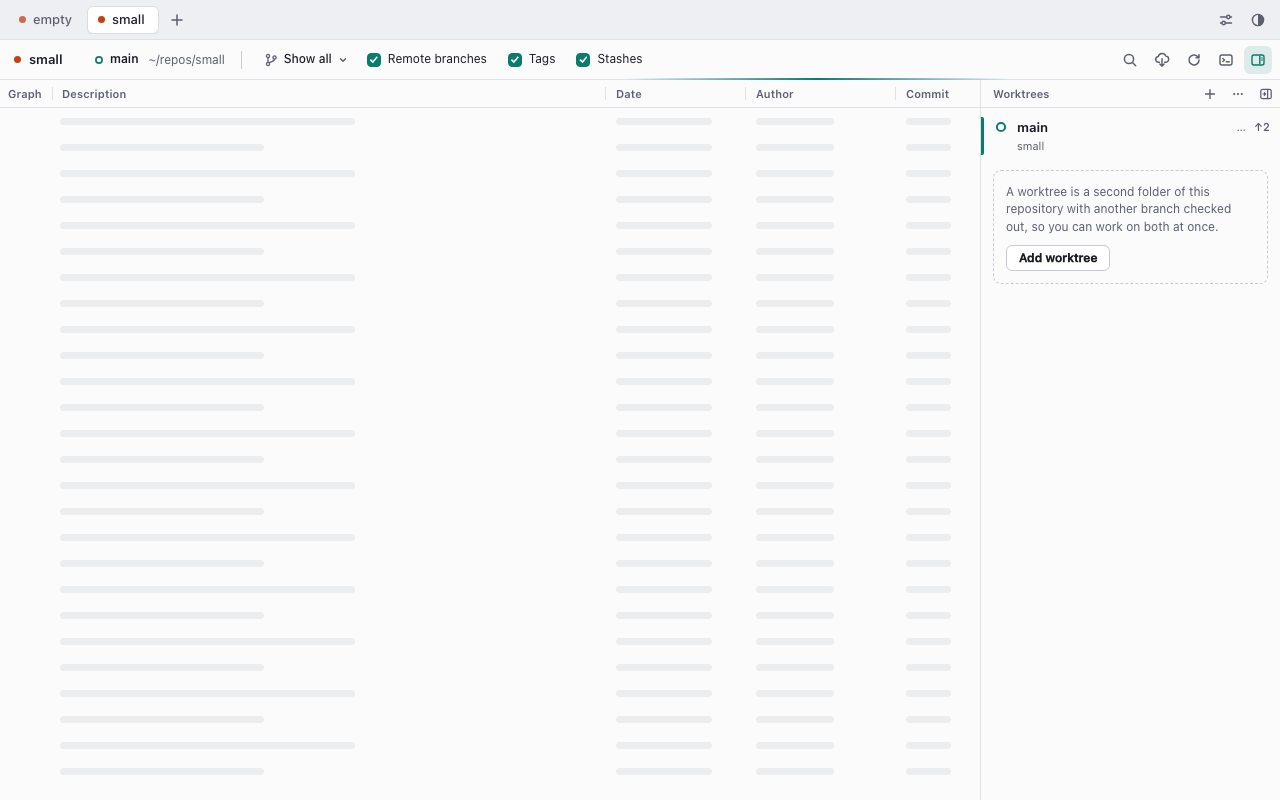 empty
small
small
main ~/repos/small
Show all
Remote branches
Tags
Stashes
Graph
Description
Date
Author
Commit
Worktrees
main
... ↑2
small
A worktree is a second folder of this
repository with another branch checked
out, so you can work on both at once.
Add worktree